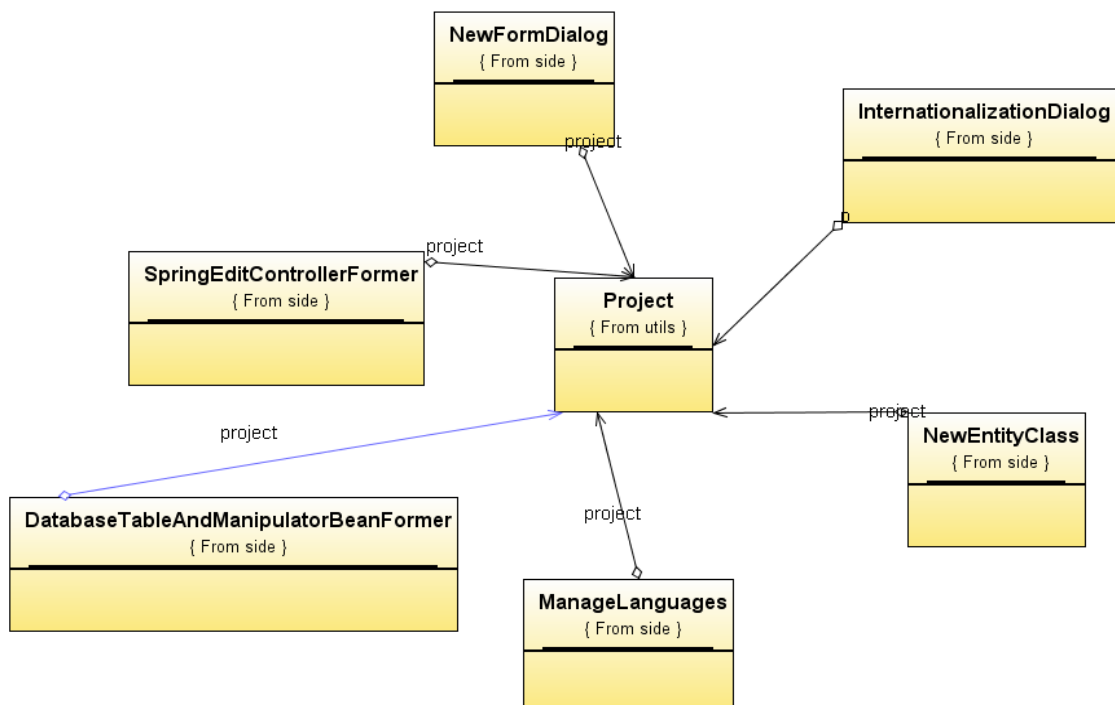 NewFormDialog
{ From side }
project
InternationalizationDialog
{ From side }
p
project
SpringEditControllerFormer
{ From side }
Project
{ From utils }
project
project
NewEntityClass
{ From side }
DatabaseTableAndManipulatorBeanFormer
{ From side }
project
ManageLanguages
{ From side }